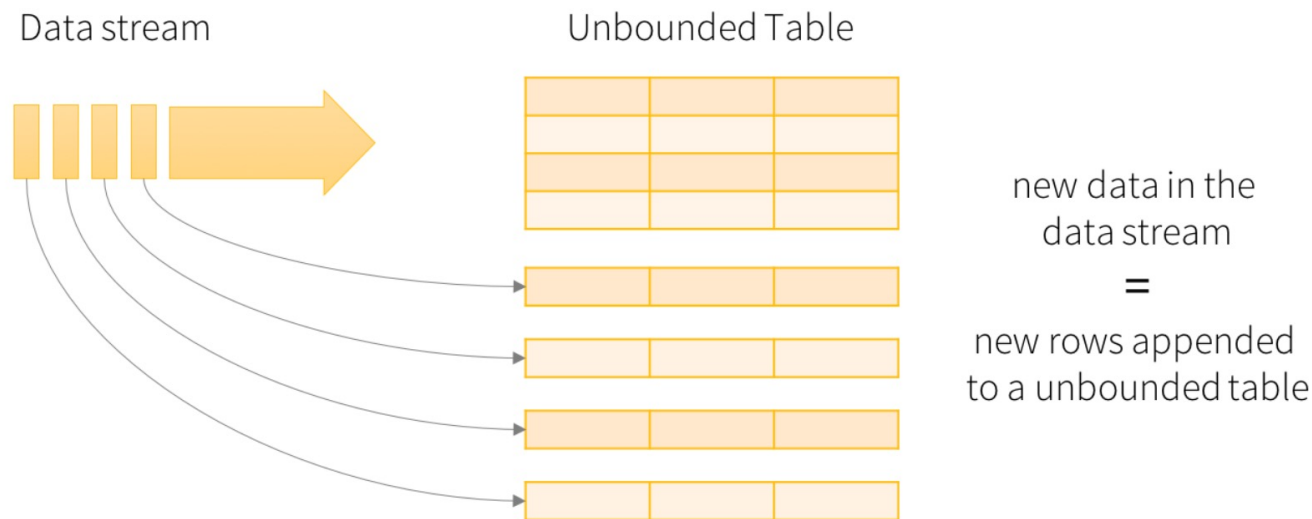 Data stream
Unbounded Table
new data in the
data stream
=
new rows appended
to a unbounded table